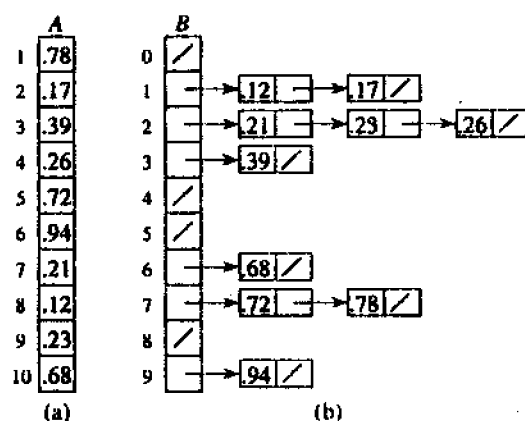 A B
1 .78 0 /
2 .17 1 .12 .17 /
3 .39 2 .21 .23 .26 /
4 .26 3 .39 /
5 .72 4 /
6 .94 5 /
7 .21 6 .68 /
8 .12 7 .72 .78 /
9 .23 8 /
10 .68 9 .94 /
(a) (b)